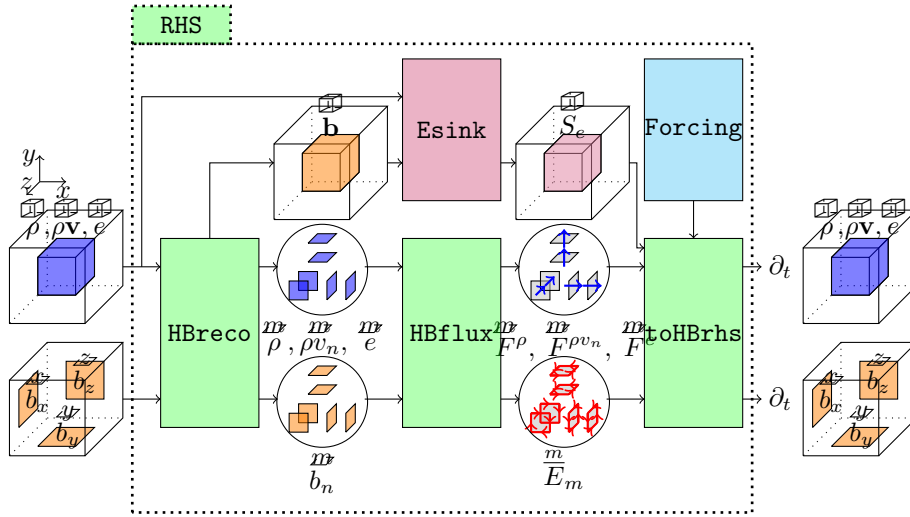 RHS
b
Esink
S_e
Forcing
y
z
x
ρ , ρv, e
ρ , ρv, e
HBreco
HBflux
toHBrhs
∂_t
m ρ , m ρv_n, m e
m F^ρ, m F^{ρv_n}, m F^e
x b_x
z b_z
y b_y
∂_t
x b_x
z b_z
y b_y
m b_n
m E_m